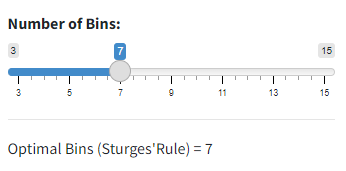 Number of Bins:
3 7 15
3 5 7 9 11 13 15
Optimal Bins (Sturges'Rule) = 7